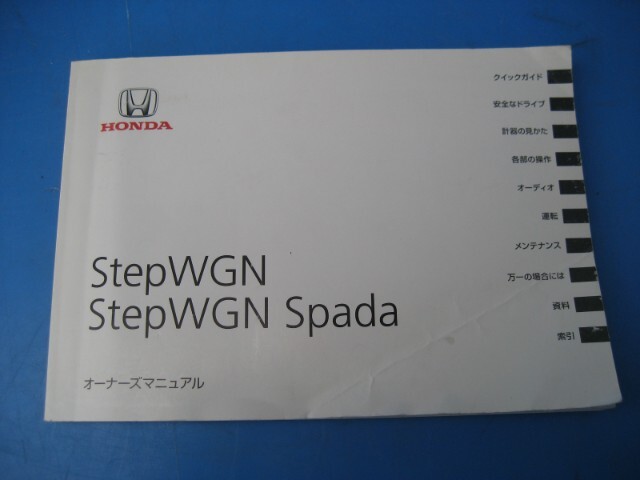 HONDA
StepWGN
StepWGN Spada
オーナーズマニュアル
クイックガイド
安全なドライブ
計器の見かた
各部の操作
オーディオ
運転
メンテナンス
万一の場合には
資料
索引